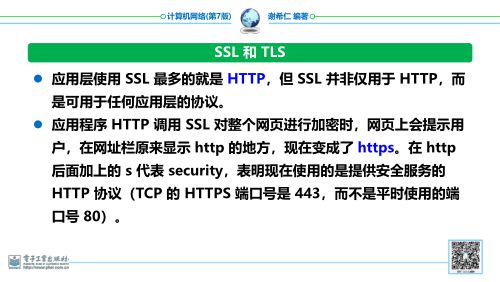 计算机网络(第7版) 谢希仁 编著
SSL 和 TLS
应用层使用 SSL 最多的就是 HTTP，但 SSL 并非仅用于 HTTP，而
是可用于任何应用层的协议。
应用程序 HTTP 调用 SSL 对整个网页进行加密时，网页上会提示用
户，在网址栏原来显示 http 的地方，现在变成了 https。在 http
后面加上的 s 代表 security，表明现在使用的是提供安全服务的
HTTP 协议（TCP 的 HTTPS 端口号是 443，而不是平时使用的端
口号 80）。
电子工业出版社
http://www.phei.com.cn